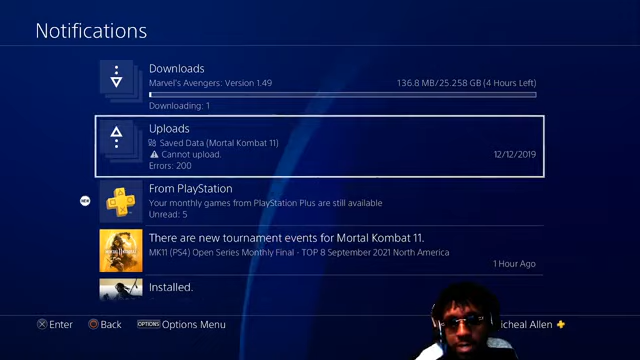 Notifications
Downloads
Marvel's Avengers: Version 1.49
136.8 MB/25.258 GB (4 Hours Left)
Downloading: 1
Uploads
Saved Data (Mortal Kombat 11)
Cannot upload.
12/12/2019
Errors: 200
NEW
From PlayStation
Your monthly games from PlayStation Plus are still available
Unread: 5
There are new tournament events for Mortal Kombat 11.
MK11 (PS4) Open Series Monthly Final - TOP 8 September 2021 North America
1 Hour Ago
Installed.
Enter
Back
OPTIONS Options Menu
icheal Allen